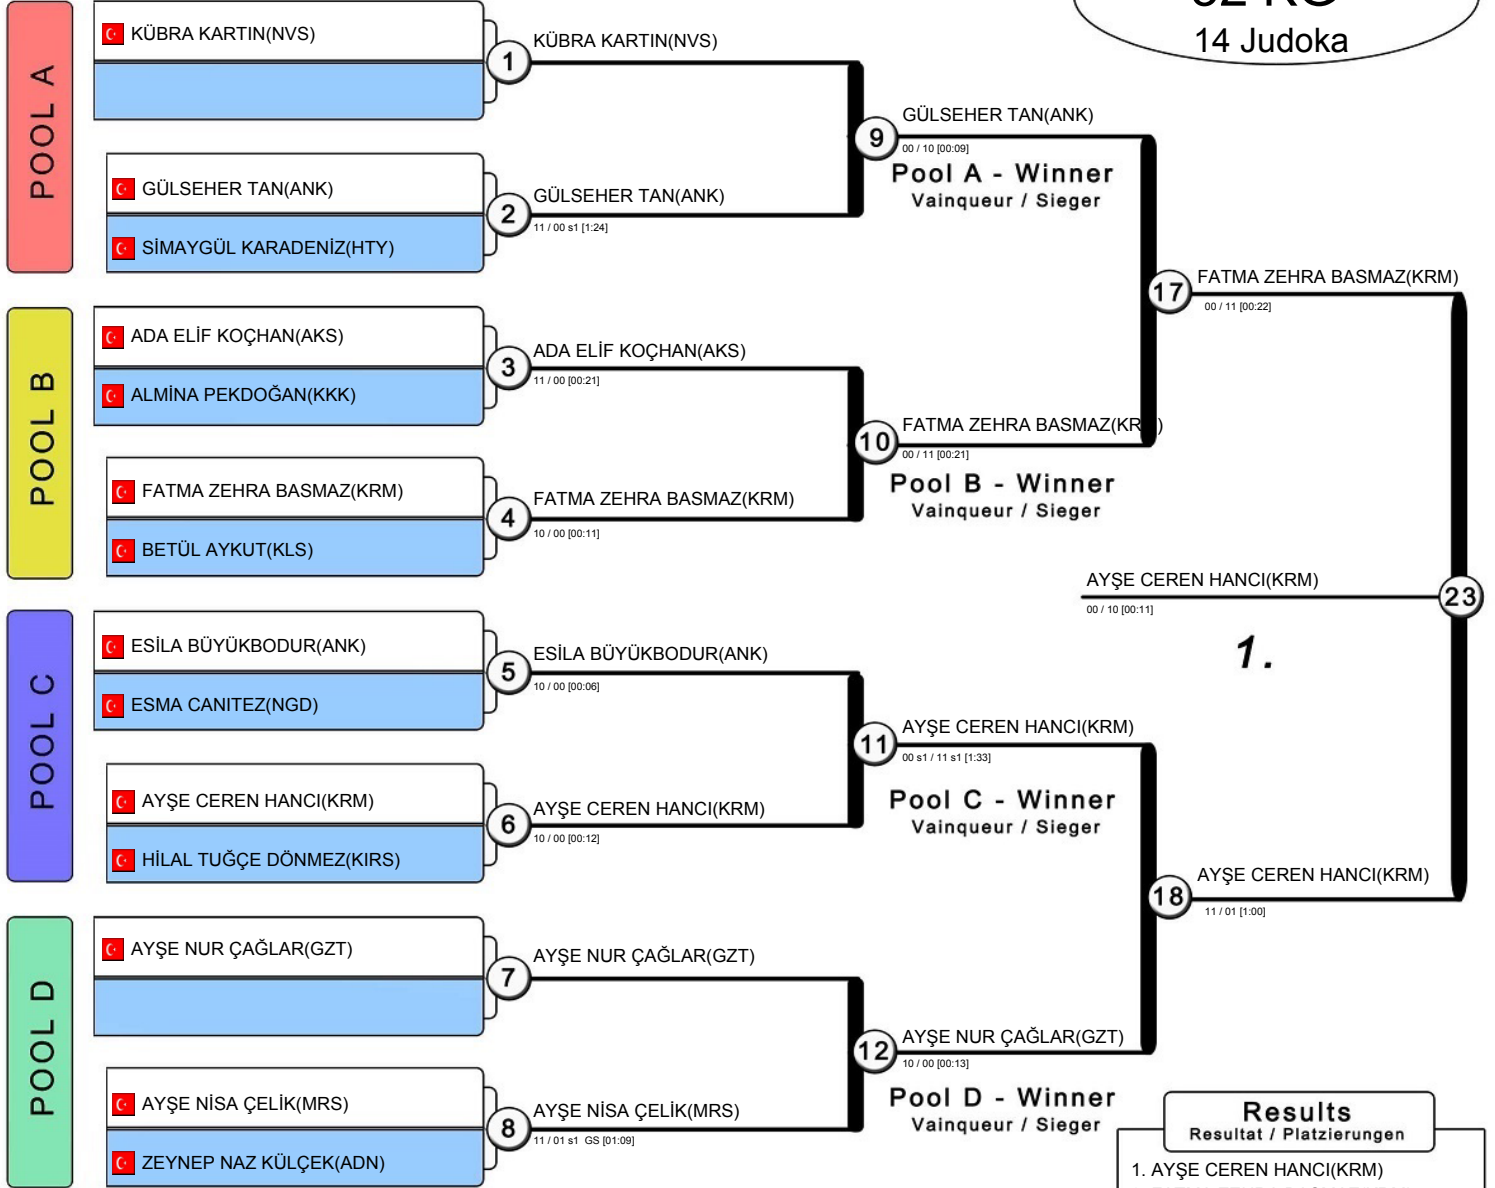 14 Judoka
POOL A
KÜBRA KARTIN(NVS)
1
KÜBRA KARTIN(NVS)
GÜLSEHER TAN(ANK)
SİMAYGÜL KARADENİZ(HTY)
2
GÜLSEHER TAN(ANK)
11 / 00 s1 [1:24]
9
GÜLSEHER TAN(ANK)
00 / 10 [00:09]
Pool A - Winner
Vainqueur / Sieger
POOL B
ADA ELİF KOÇHAN(AKS)
ALMİNA PEKDOĞAN(KKK)
3
ADA ELİF KOÇHAN(AKS)
11 / 00 [00:21]
FATMA ZEHRA BASMAZ(KRM)
BETÜL AYKUT(KLS)
4
FATMA ZEHRA BASMAZ(KRM)
10 / 00 [00:11]
10
FATMA ZEHRA BASMAZ(KR )
00 / 11 [00:21]
Pool B - Winner
Vainqueur / Sieger
17
FATMA ZEHRA BASMAZ(KRM)
00 / 11 [00:22]
POOL C
ESİLA BÜYÜKBODUR(ANK)
ESMA CANITEZ(NGD)
5
ESİLA BÜYÜKBODUR(ANK)
10 / 00 [00:06]
AYŞE CEREN HANCI(KRM)
HİLAL TUĞÇE DÖNMEZ(KIRS)
6
AYŞE CEREN HANCI(KRM)
10 / 00 [00:12]
11
AYŞE CEREN HANCI(KRM)
00 s1 / 11 s1 [1:33]
Pool C - Winner
Vainqueur / Sieger
POOL D
AYŞE NUR ÇAĞLAR(GZT)
7
AYŞE NUR ÇAĞLAR(GZT)
AYŞE NİSA ÇELİK(MRS)
ZEYNEP NAZ KÜLÇEK(ADN)
8
AYŞE NİSA ÇELİK(MRS)
11 / 01 s1 GS [01:09]
12
AYŞE NUR ÇAĞLAR(GZT)
10 / 00 [00:13]
Pool D - Winner
Vainqueur / Sieger
18
AYŞE CEREN HANCI(KRM)
11 / 01 [1:00]
AYŞE CEREN HANCI(KRM)
00 / 10 [00:11]
23
1.
Results
Resultat / Platzierungen
1. AYŞE CEREN HANCI(KRM)